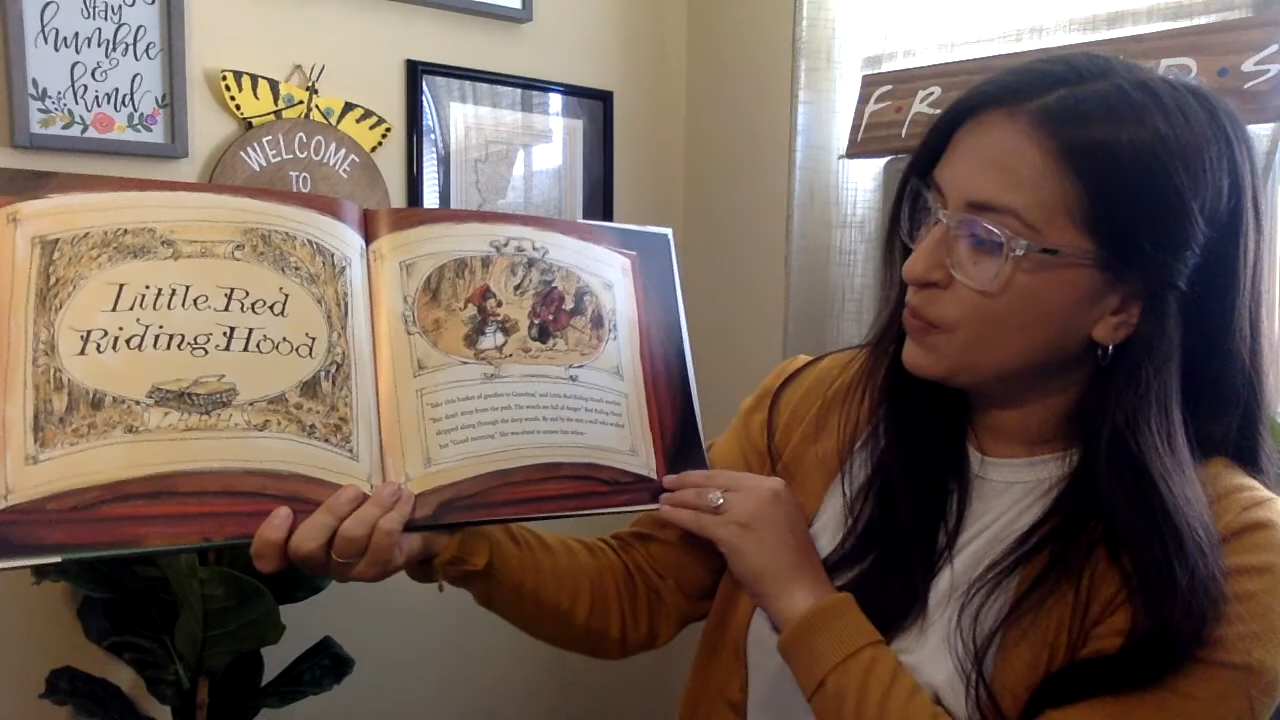 Stay
humble
&
kind
WELCOME
TO
F R R S
Little Red
Riding Hood
"Take this basket of goodies to Grandma," said Little Red Riding Hood's mother.
"But don't stray from the path. The woods are full of danger." Red Riding Hood
skipped along through the deep woods. By and by she met a wolf who wished
her "Good morning." She was about to answer him when—